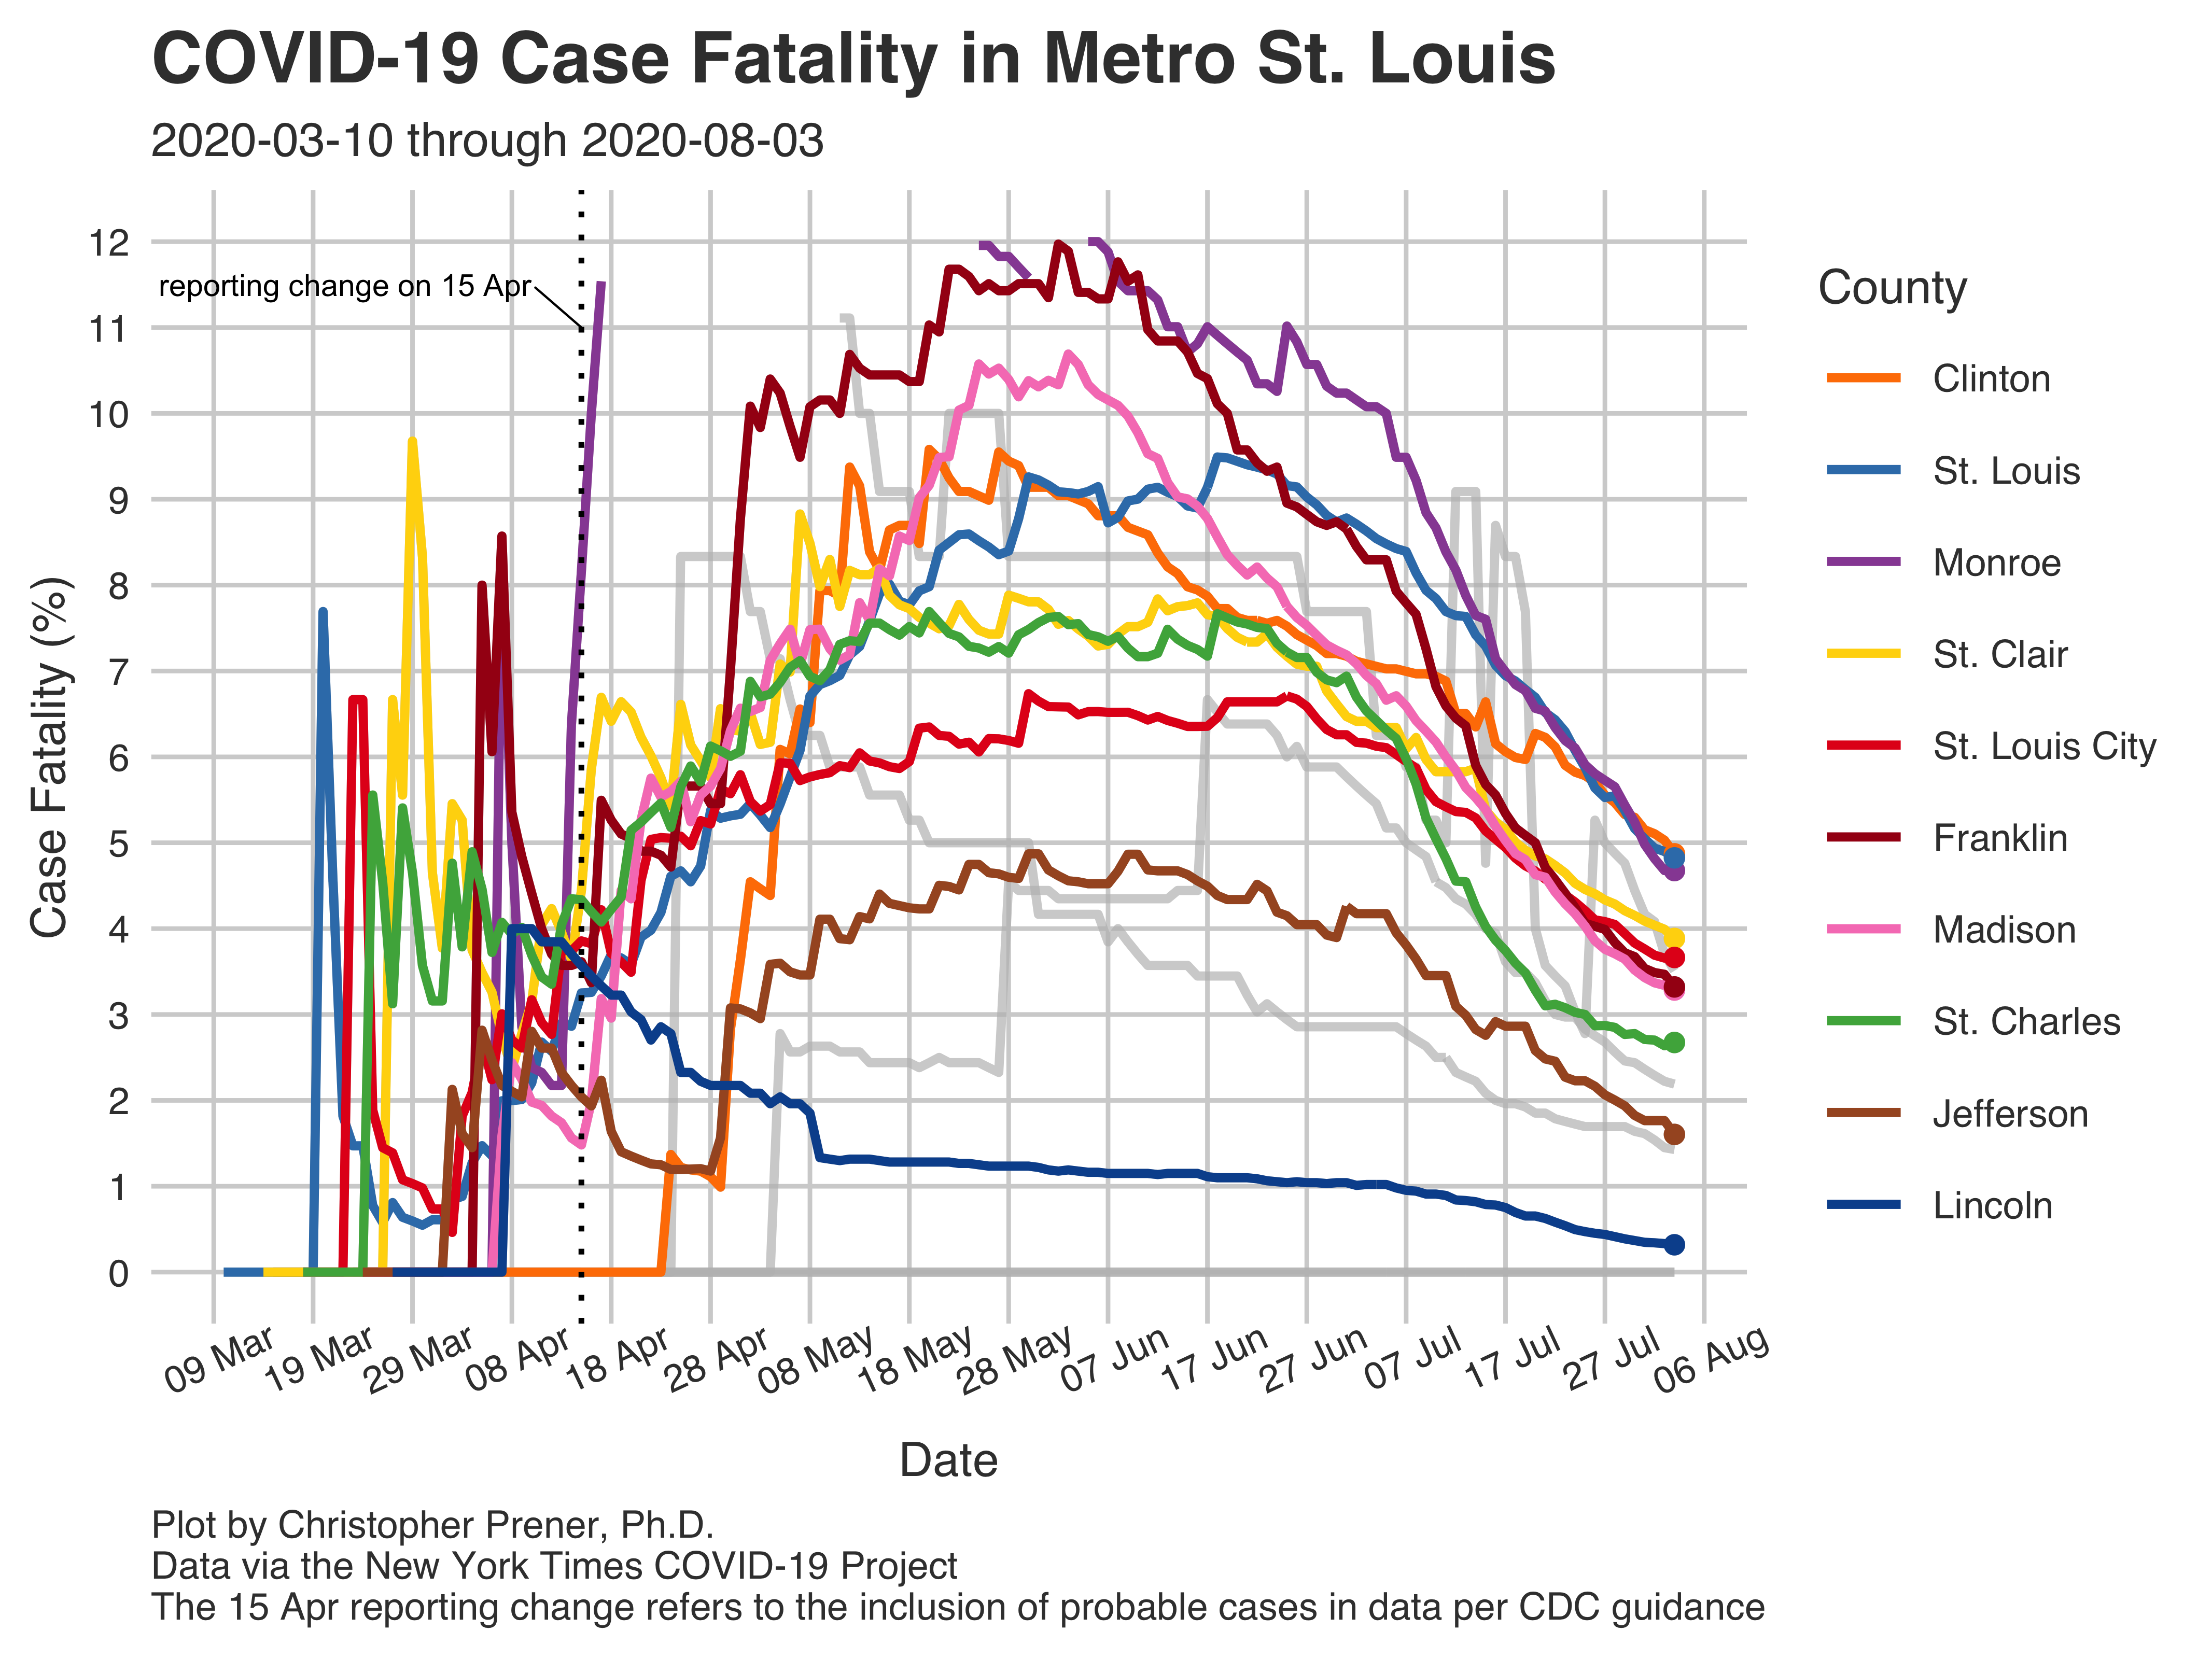 COVID-19 Case Fatality in Metro St. Louis
2020-03-10 through 2020-08-03
Case Fatality (%)
12
11
10
9
8
7
6
5
4
3
2
1
0
reporting change on 15 Apr
09 Mar
19 Mar
29 Mar
08 Apr
18 Apr
28 Apr
08 May
18 May
28 May
07 Jun
17 Jun
27 Jun
07 Jul
17 Jul
27 Jul
06 Aug
Date
County
Clinton
St. Louis
Monroe
St. Clair
St. Louis City
Franklin
Madison
St. Charles
Jefferson
Lincoln
Plot by Christopher Prener, Ph.D.
Data via the New York Times COVID-19 Project
The 15 Apr reporting change refers to the inclusion of probable cases in data per CDC guidance